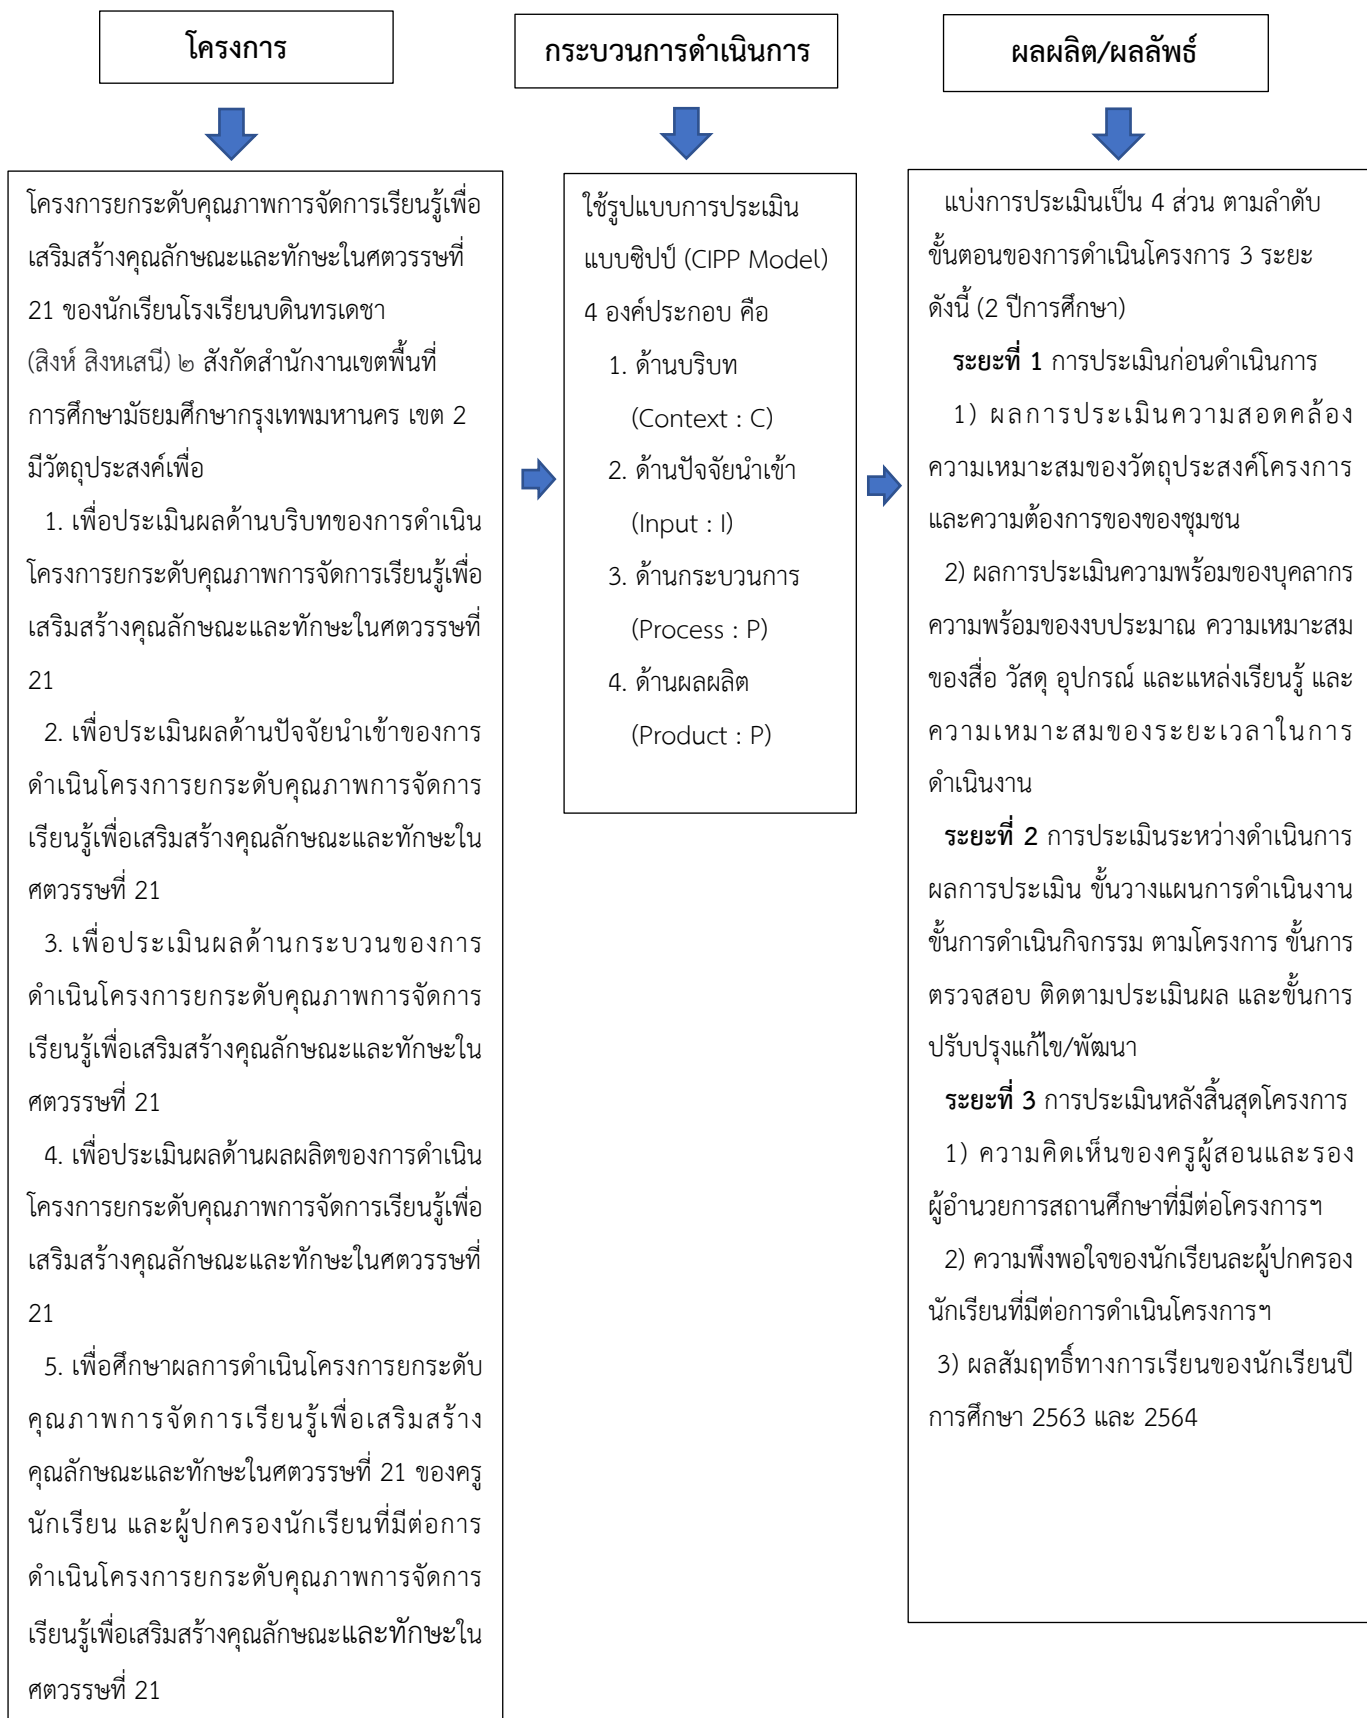 โครงการ
โครงการยกระดับคุณภาพการจัดการเรียนรู้เพื่อ
เสริมสร้างคุณลักษณะและทักษะในศตวรรษที่
21 ของนักเรียนโรงเรียนบดินทรเดชา
(สิงห์ สิงหเสนี) ๒ สังกัดสำนักงานเขตพื้นที่
การศึกษามัธยมศึกษากรุงเทพมหานคร เขต 2
มีวัตถุประสงค์เพื่อ
1. เพื่อประเมินผลด้านบริบทของการดำเนิน
โครงการยกระดับคุณภาพการจัดการเรียนรู้เพื่อ
เสริมสร้างคุณลักษณะและทักษะในศตวรรษที่
21
2. เพื่อประเมินผลด้านปัจจัยนำเข้าของการ
ดำเนินโครงการยกระดับคุณภาพการจัดการ
เรียนรู้เพื่อเสริมสร้างคุณลักษณะและทักษะใน
ศตวรรษที่ 21
3. เพื่อประเมินผลด้านกระบวนของการ
ดำเนินโครงการยกระดับคุณภาพการจัดการ
เรียนรู้เพื่อเสริมสร้างคุณลักษณะและทักษะใน
ศตวรรษที่ 21
4. เพื่อประเมินผลด้านผลผลิตของการดำเนิน
โครงการยกระดับคุณภาพการจัดการเรียนรู้เพื่อ
เสริมสร้างคุณลักษณะและทักษะในศตวรรษที่
21
5. เพื่อศึกษาผลการดำเนินโครงการยกระดับ
คุณภาพการจัดการเรียนรู้เพื่อเสริมสร้าง
คุณลักษณะและทักษะในศตวรรษที่ 21 ของครู
นักเรียน และผู้ปกครองนักเรียนที่มีต่อการ
ดำเนินโครงการยกระดับคุณภาพการจัดการ
เรียนรู้เพื่อเสริมสร้างคุณลักษณะและทักษะใน
ศตวรรษที่ 21
กระบวนการดำเนินการ
ใช้รูปแบบการประเมิน
แบบซิปป์ (CIPP Model)
4 องค์ประกอบ คือ
1. ด้านบริบท
(Context : C)
2. ด้านปัจจัยนำเข้า
(Input : I)
3. ด้านกระบวนการ
(Process : P)
4. ด้านผลผลิต
(Product : P)
ผลผลิต/ผลลัพธ์
แบ่งการประเมินเป็น 4 ส่วน ตามลำดับ
ขั้นตอนของการดำเนินโครงการ 3 ระยะ
ดังนี้ (2 ปีการศึกษา)
ระยะที่ 1 การประเมินก่อนดำเนินการ
1) ผลการประเมินความสอดคล้อง
ความเหมาะสมของวัตถุประสงค์โครงการ
และความต้องการของของชุมชน
2) ผลการประเมินความพร้อมของบุคลากร
ความพร้อมของงบประมาณ ความเหมาะสม
ของสื่อ วัสดุ อุปกรณ์ และแหล่งเรียนรู้ และ
ความเหมาะสมของระยะเวลาในการ
ดำเนินงาน
ระยะที่ 2 การประเมินระหว่างดำเนินการ
ผลการประเมิน ขั้นวางแผนการดำเนินงาน
ขั้นการดำเนินกิจกรรม ตามโครงการ ขั้นการ
ตรวจสอบ ติดตามประเมินผล และขั้นการ
ปรับปรุงแก้ไข/พัฒนา
ระยะที่ 3 การประเมินหลังสิ้นสุดโครงการ
1) ความคิดเห็นของครูผู้สอนและรอง
ผู้อำนวยการสถานศึกษาที่มีต่อโครงการฯ
2) ความพึงพอใจของนักเรียนละผู้ปกครอง
นักเรียนที่มีต่อการดำเนินโครงการฯ
3) ผลสัมฤทธิ์ทางการเรียนของนักเรียนปี
การศึกษา 2563 และ 2564